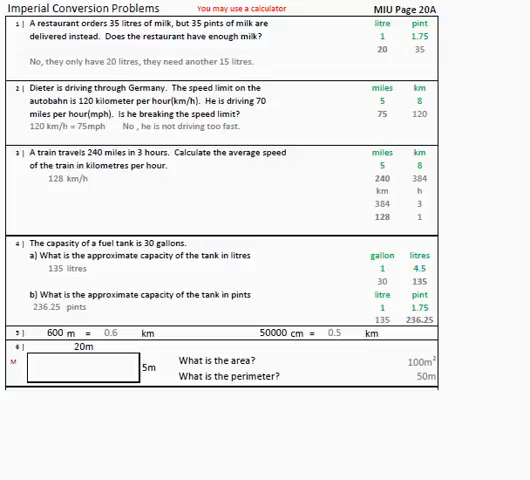 Imperial Conversion Problems You may use a calculator MIU Page 20A
1| A restaurant orders 35 litres of milk, but 35 pints of milk are litre pint
delivered instead. Does the restaurant have enough milk? 1 1.75
20 35
No, they only have 20 litres, they need another 15 litres.
2| Dieter is driving through Germany. The speed limit on the miles km
autobahn is 120 kilometer per hour(km/h). He is driving 70 5 8
miles per hour(mph). Is he breaking the speed limit? 75 120
120 km/h = 75mph No , he is not driving too fast.
3| A train travels 240 miles in 3 hours. Calculate the average speed miles km
of the train in kilometres per hour. 5 8
128 km/h 240 384
km h
384 3
128 1
4| The capacity of a fuel tank is 30 gallons.
a) What is the approximate capacity of the tank in litres gallon litres
135 litres 1 4.5
30 135
b) What is the approximate capacity of the tank in pints litre pint
236.25 pints 1 1.75
135 236.25
5| 600 m = 0.6 km 50000 cm = 0.5 km
6| 20m
M 5m What is the area? 100m²
What is the perimeter? 50m